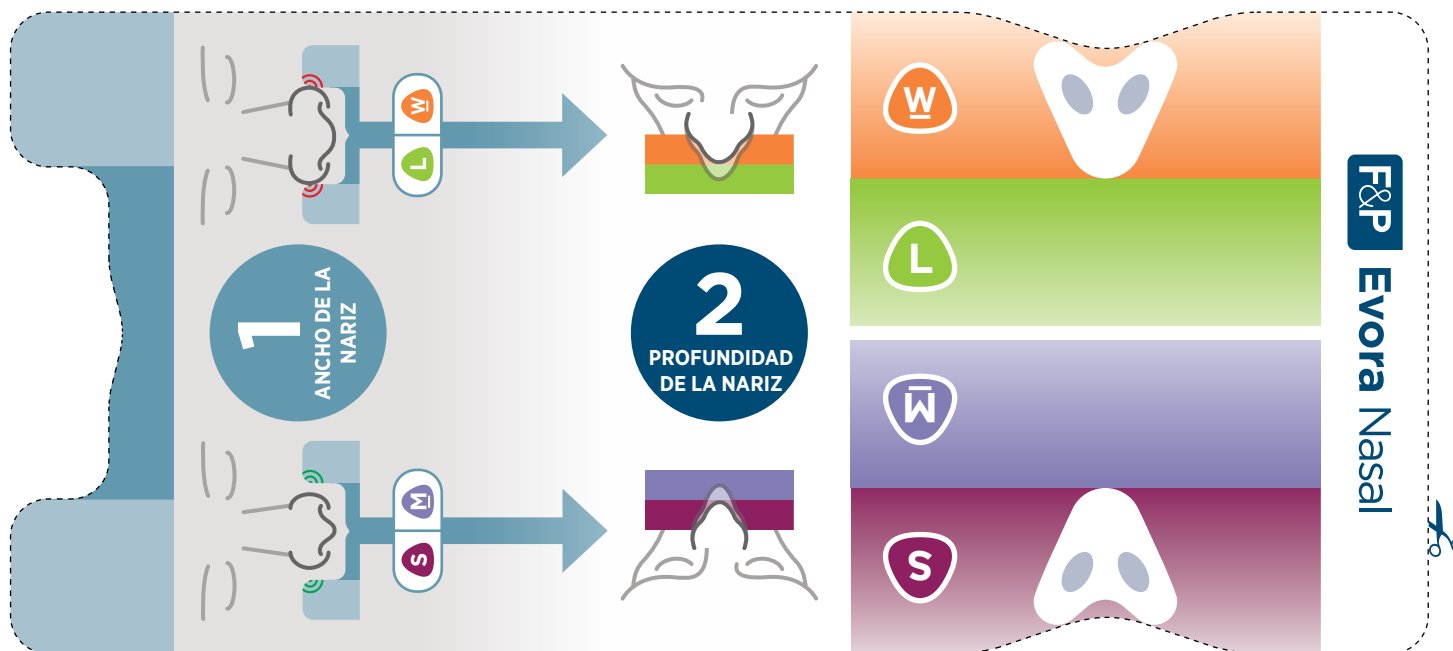 W
L
1
ANCHO DE LA
NARIZ
M
S
2
PROFUNDIDAD
DE LA NARIZ
W
L
M
S
F&P Evora Nasal